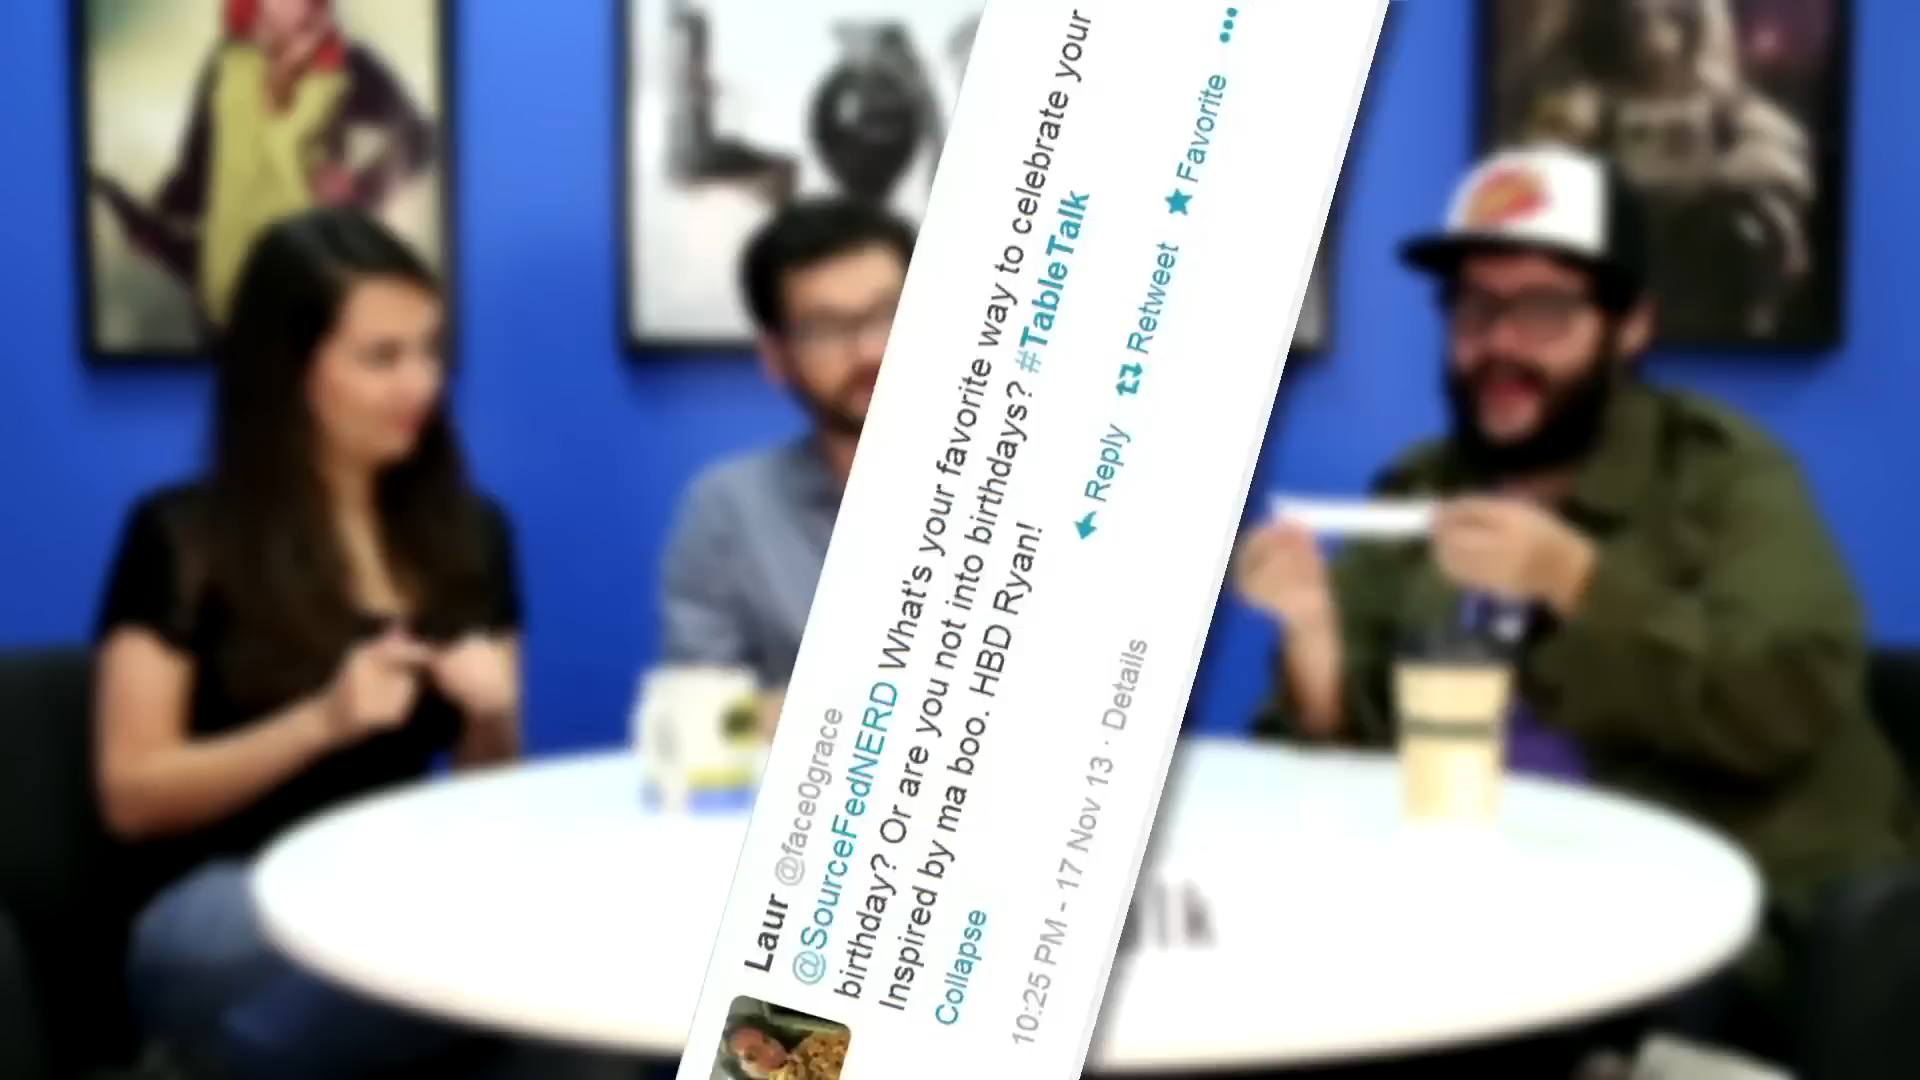 Laur @face0grace
@SourceFedNERD What's your favorite way to celebrate your
birthday? Or are you not into birthdays? #TableTalk
Inspired by ma boo. HBD Ryan!
Collapse
Reply Retweet Favorite •••
10:25 PM - 17 Nov 13 · Details